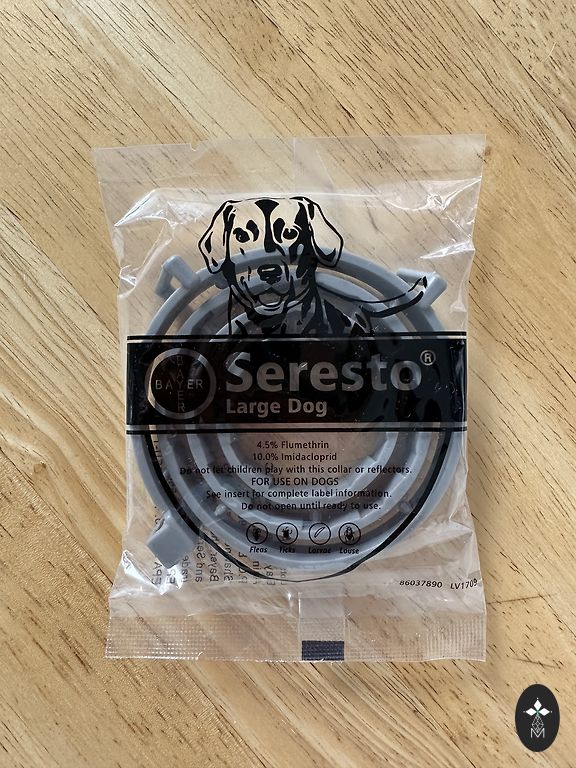 BAYER
BAYER
Seresto®
Large Dog
4.5% Flumethrin
10.0% Imidacloprid
Do not let children play with this collar or reflectors.
FOR USE ON DOGS
See insert for complete label information.
Do not open until ready to use.
Fleas Ticks Larvae Louse
86037890 LV1709
M